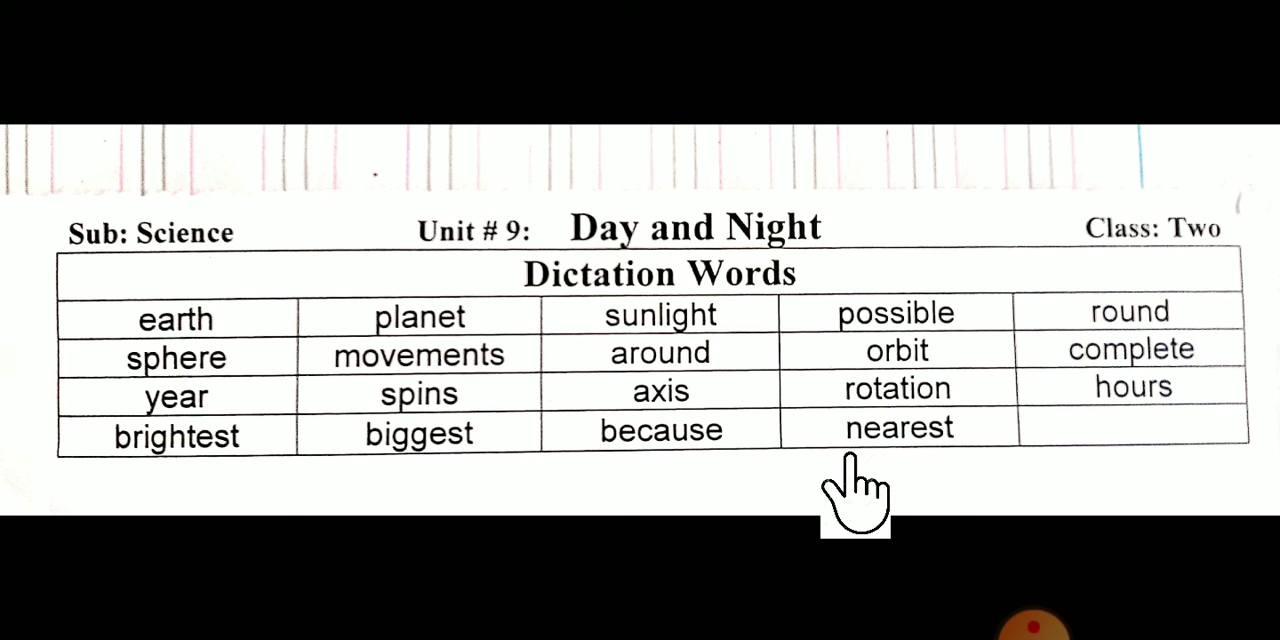 Sub: Science Unit # 9: Day and Night Class: Two
Dictation Words
earth planet sunlight possible round
sphere movements around orbit complete
year spins axis rotation hours
brightest biggest because nearest